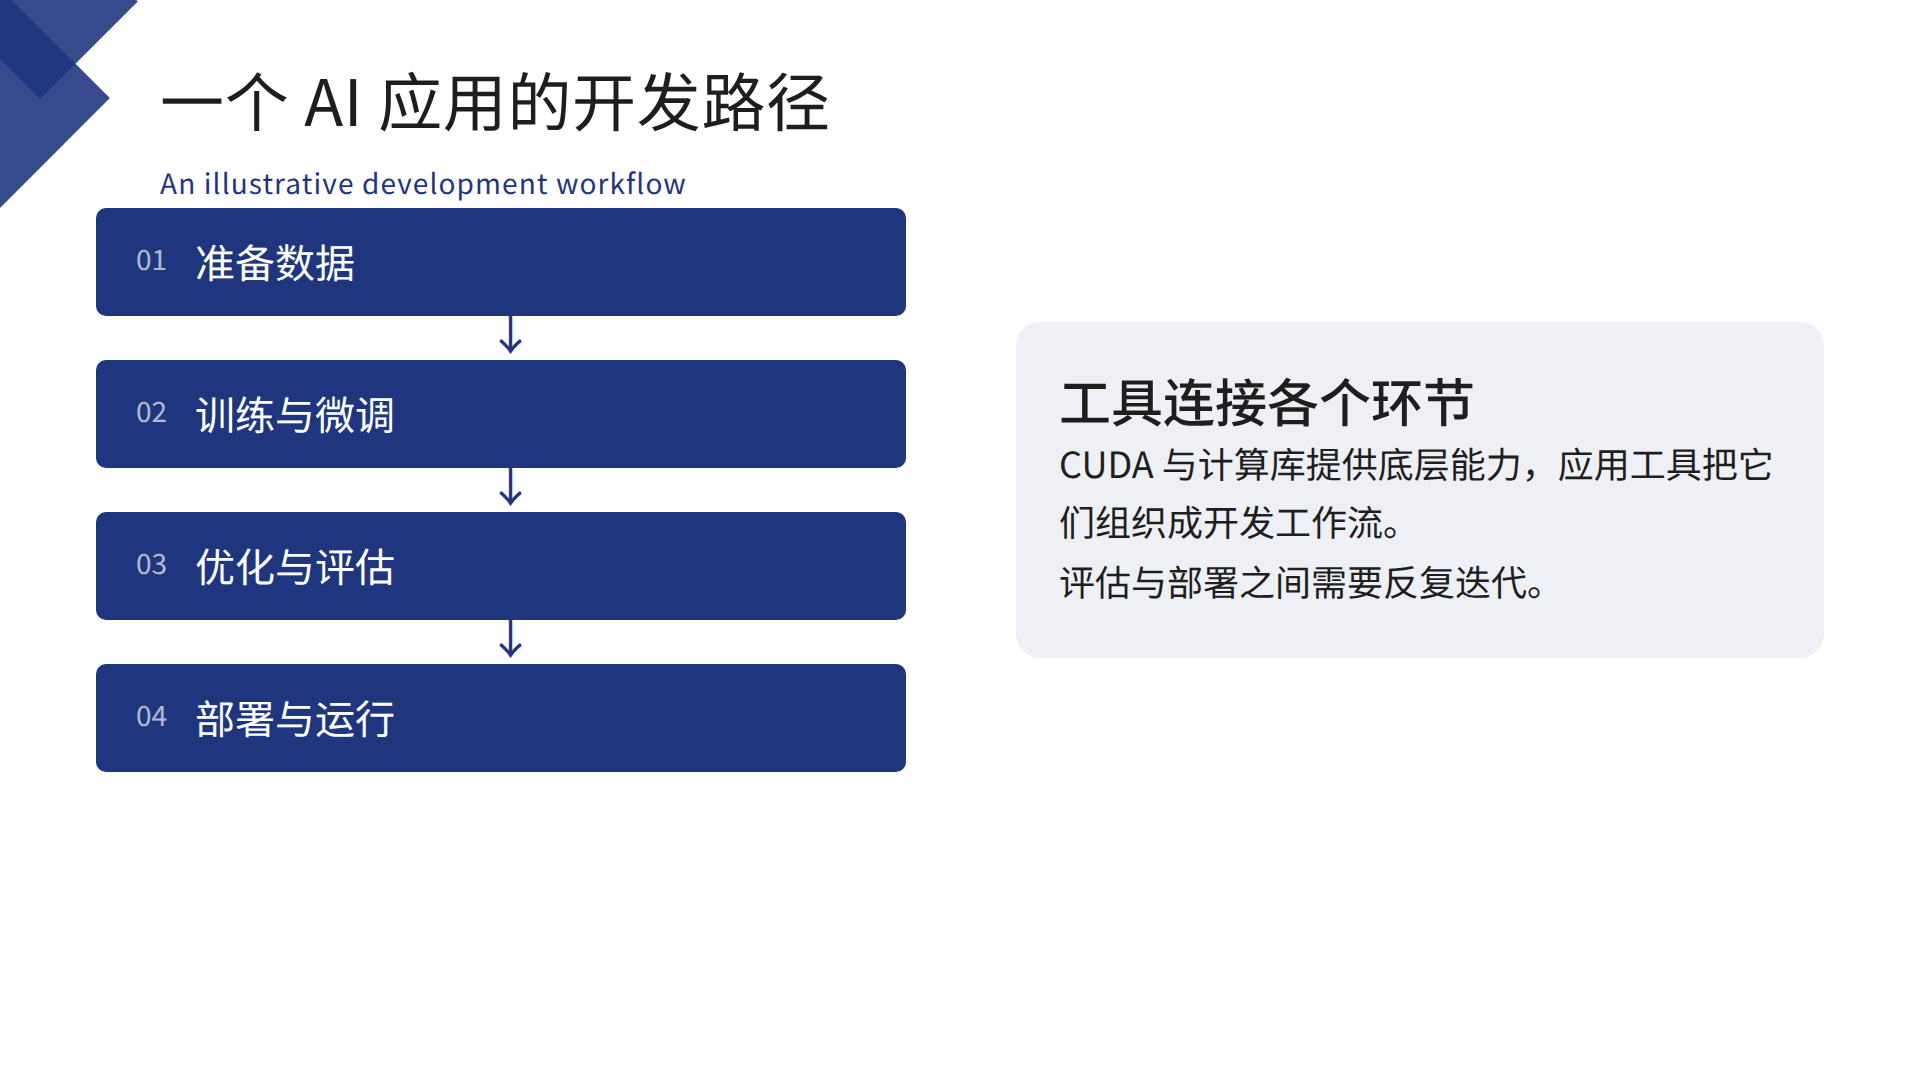 一个 AI 应用的开发路径
An illustrative development workflow
01 准备数据
↓
02 训练与微调
↓
03 优化与评估
↓
04 部署与运行
工具连接各个环节
CUDA 与计算库提供底层能力，应用工具把它
们组织成开发工作流。
评估与部署之间需要反复迭代。